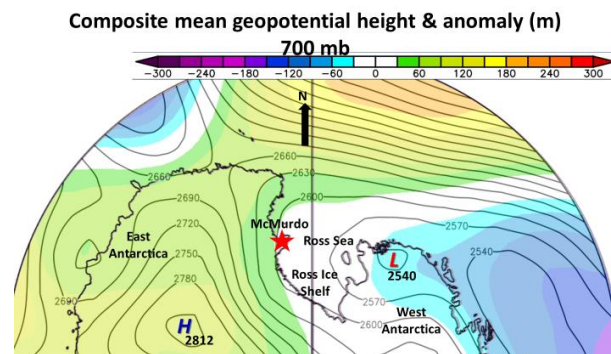 Composite mean geopotential height & anomaly (m)
700 mb
-300 -240 -180 -120 -60 0 60 120 180 240 300
N
2660
2660
2630
2690
2600
McMurdo
2570
2720
East
Antarctica
Ross Sea
2540
2750
L
2540
Ross Ice
Shelf
2780
2570
2690
West
Antarctica
2600
H
2812